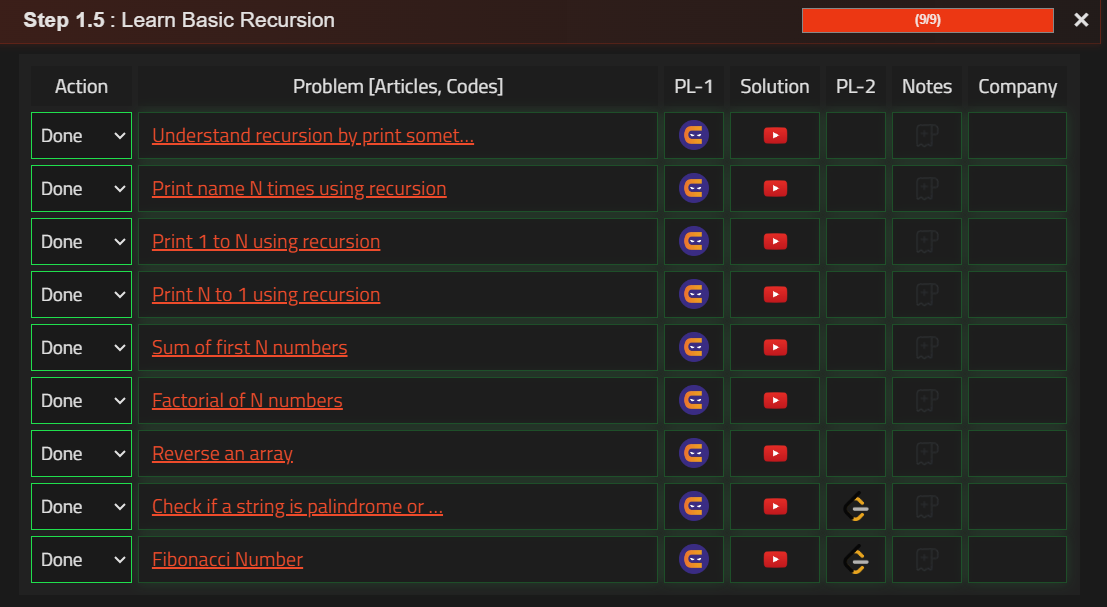 Step 1.5 : Learn Basic Recursion (9/9)
Action Problem [Articles, Codes] PL-1 Solution PL-2 Notes Company
Done Understand recursion by print somet...
Done Print name N times using recursion
Done Print 1 to N using recursion
Done Print N to 1 using recursion
Done Sum of first N numbers
Done Factorial of N numbers
Done Reverse an array
Done Check if a string is palindrome or ...
Done Fibonacci Number